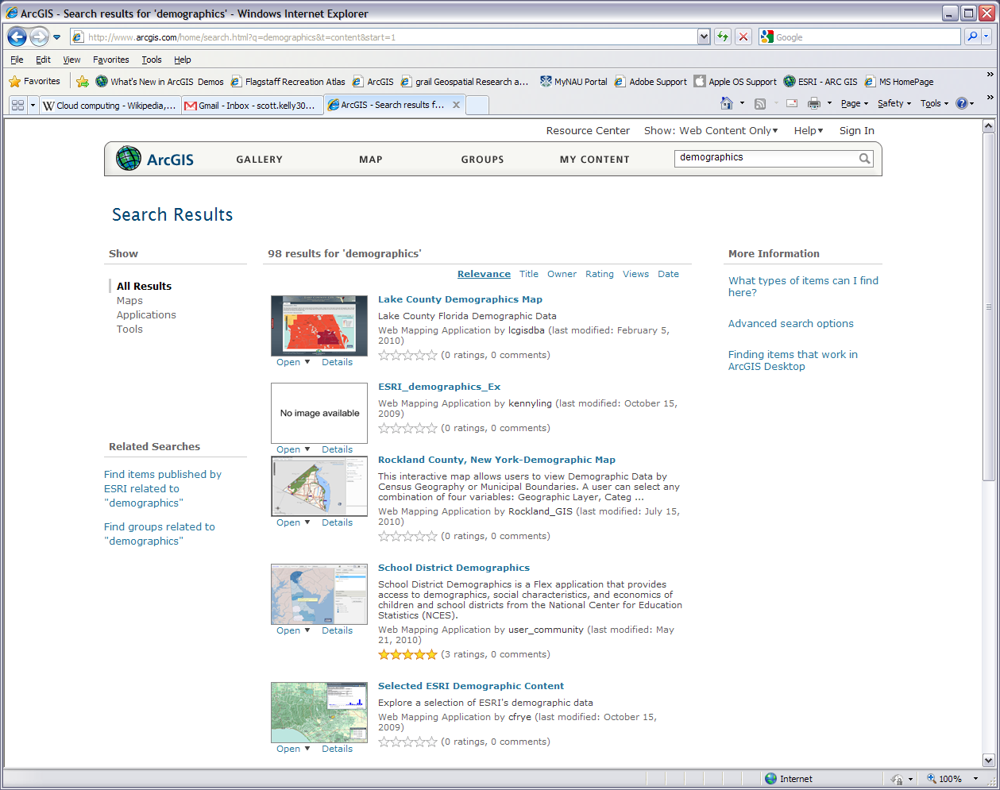 ArcGIS - Search results for 'demographics' - Windows Internet Explorer
http://www.arcgis.com/home/search.html?q=demographics&t=content&start=1
Google
File Edit View Favorites Tools Help
Favorites What's New in ArcGIS Demos Flagstaff Recreation Atlas ArcGIS grail Geospatial Research a... MyNAU Portal Adobe Support Apple OS Support ESRI - ARC GIS MS HomePage
Cloud computing - Wikipedia,... Gmail - Inbox - scott.kelly30... ArcGIS - Search results f... Page Safety Tools
Resource Center Show: Web Content Only Help Sign In
ArcGIS GALLERY MAP GROUPS MY CONTENT demographics
Search Results
Show
All Results
Maps
Applications
Tools
Related Searches
Find items published by
ESRI related to
"demographics"
Find groups related to
"demographics"
98 results for 'demographics'
Relevance Title Owner Rating Views Date
Lake County Demographics Map
Lake County Florida Demographic Data
Web Mapping Application by lcgisdba (last modified: February 5,
2010)
(0 ratings, 0 comments)
Open Details
ESRI_demographics_Ex
No image available
Web Mapping Application by kennyling (last modified: October 15,
2009)
(0 ratings, 0 comments)
Open Details
Rockland County, New York-Demographic Map
This interactive map allows users to view Demographic Data by
Census Geography or Municipal Boundaries. A user can select any
combination of four variables: Geographic Layer, Categ ...
Web Mapping Application by Rockland_GIS (last modified: July 15,
2010)
Open Details
(0 ratings, 0 comments)
School District Demographics
School District Demographics is a Flex application that provides
access to demographics, social characteristics, and economics of
children and school districts from the National Center for Education
Statistics (NCES).
Web Mapping Application by user_community (last modified: May
21, 2010)
Open Details
(3 ratings, 0 comments)
Selected ESRI Demographic Content
Explore a selection of ESRI's demographic data
Web Mapping Application by cfrye (last modified: October 15,
2009)
(0 ratings, 0 comments)
Open Details
More Information
What types of items can I find
here?
Advanced search options
Finding items that work in
ArcGIS Desktop
Internet 100%